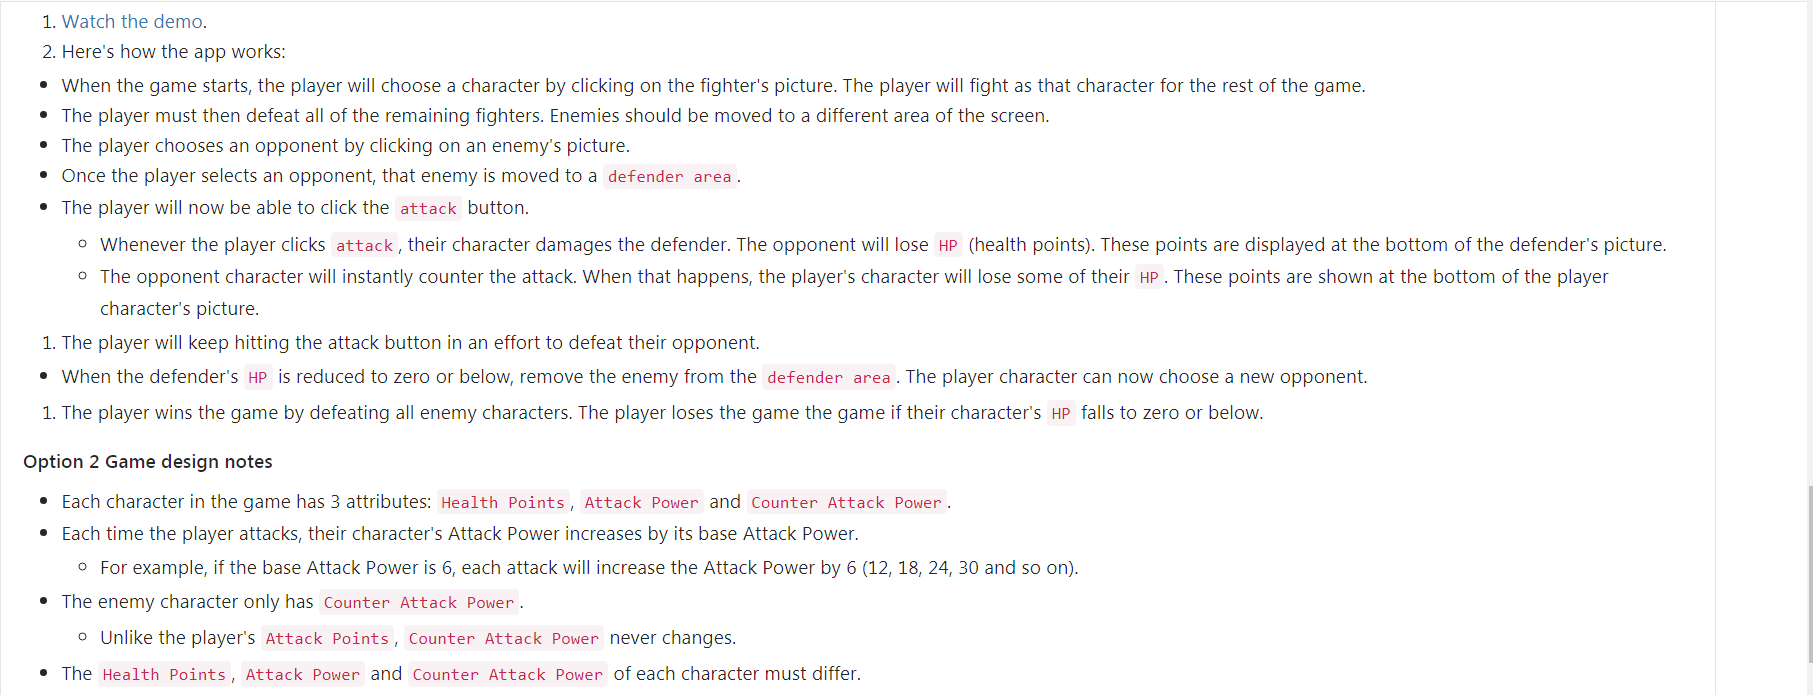 1. Watch the demo.
2. Here's how the app works:
• When the game starts, the player will choose a character by clicking on the fighter's picture. The player will fight as that character for the rest of the game.
• The player must then defeat all of the remaining fighters. Enemies should be moved to a different area of the screen.
• The player chooses an opponent by clicking on an enemy's picture.
• Once the player selects an opponent, that enemy is moved to a defender area.
• The player will now be able to click the attack button.
◦ Whenever the player clicks attack, their character damages the defender. The opponent will lose HP (health points). These points are displayed at the bottom of the defender's picture.
◦ The opponent character will instantly counter the attack. When that happens, the player's character will lose some of their HP. These points are shown at the bottom of the player
character's picture.
1. The player will keep hitting the attack button in an effort to defeat their opponent.
• When the defender's HP is reduced to zero or below, remove the enemy from the defender area. The player character can now choose a new opponent.
1. The player wins the game by defeating all enemy characters. The player loses the game the game if their character's HP falls to zero or below.
Option 2 Game design notes
• Each character in the game has 3 attributes: Health Points, Attack Power and Counter Attack Power.
• Each time the player attacks, their character's Attack Power increases by its base Attack Power.
◦ For example, if the base Attack Power is 6, each attack will increase the Attack Power by 6 (12, 18, 24, 30 and so on).
• The enemy character only has Counter Attack Power.
◦ Unlike the player's Attack Points, Counter Attack Power never changes.
• The Health Points, Attack Power and Counter Attack Power of each character must differ.